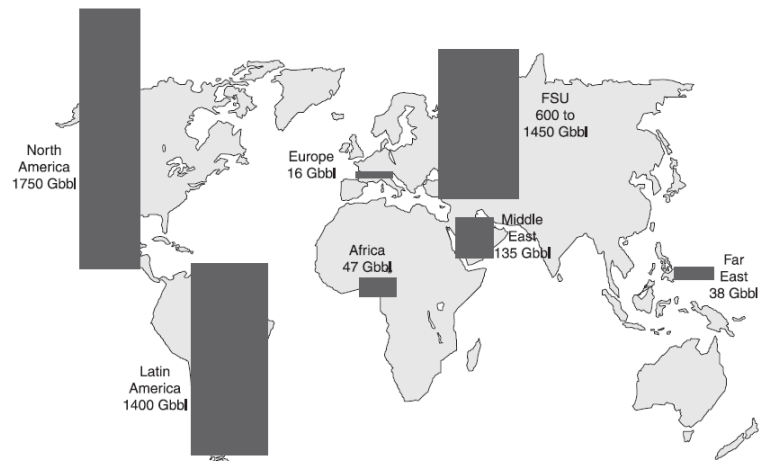 North
America
1750 Gbbl
Latin
America
1400 Gbbl
Europe
16 Gbbl
Africa
47 Gbbl
FSU
600 to
1450 Gbbl
Middle
East
135 Gbbl
Far
East
38 Gbbl